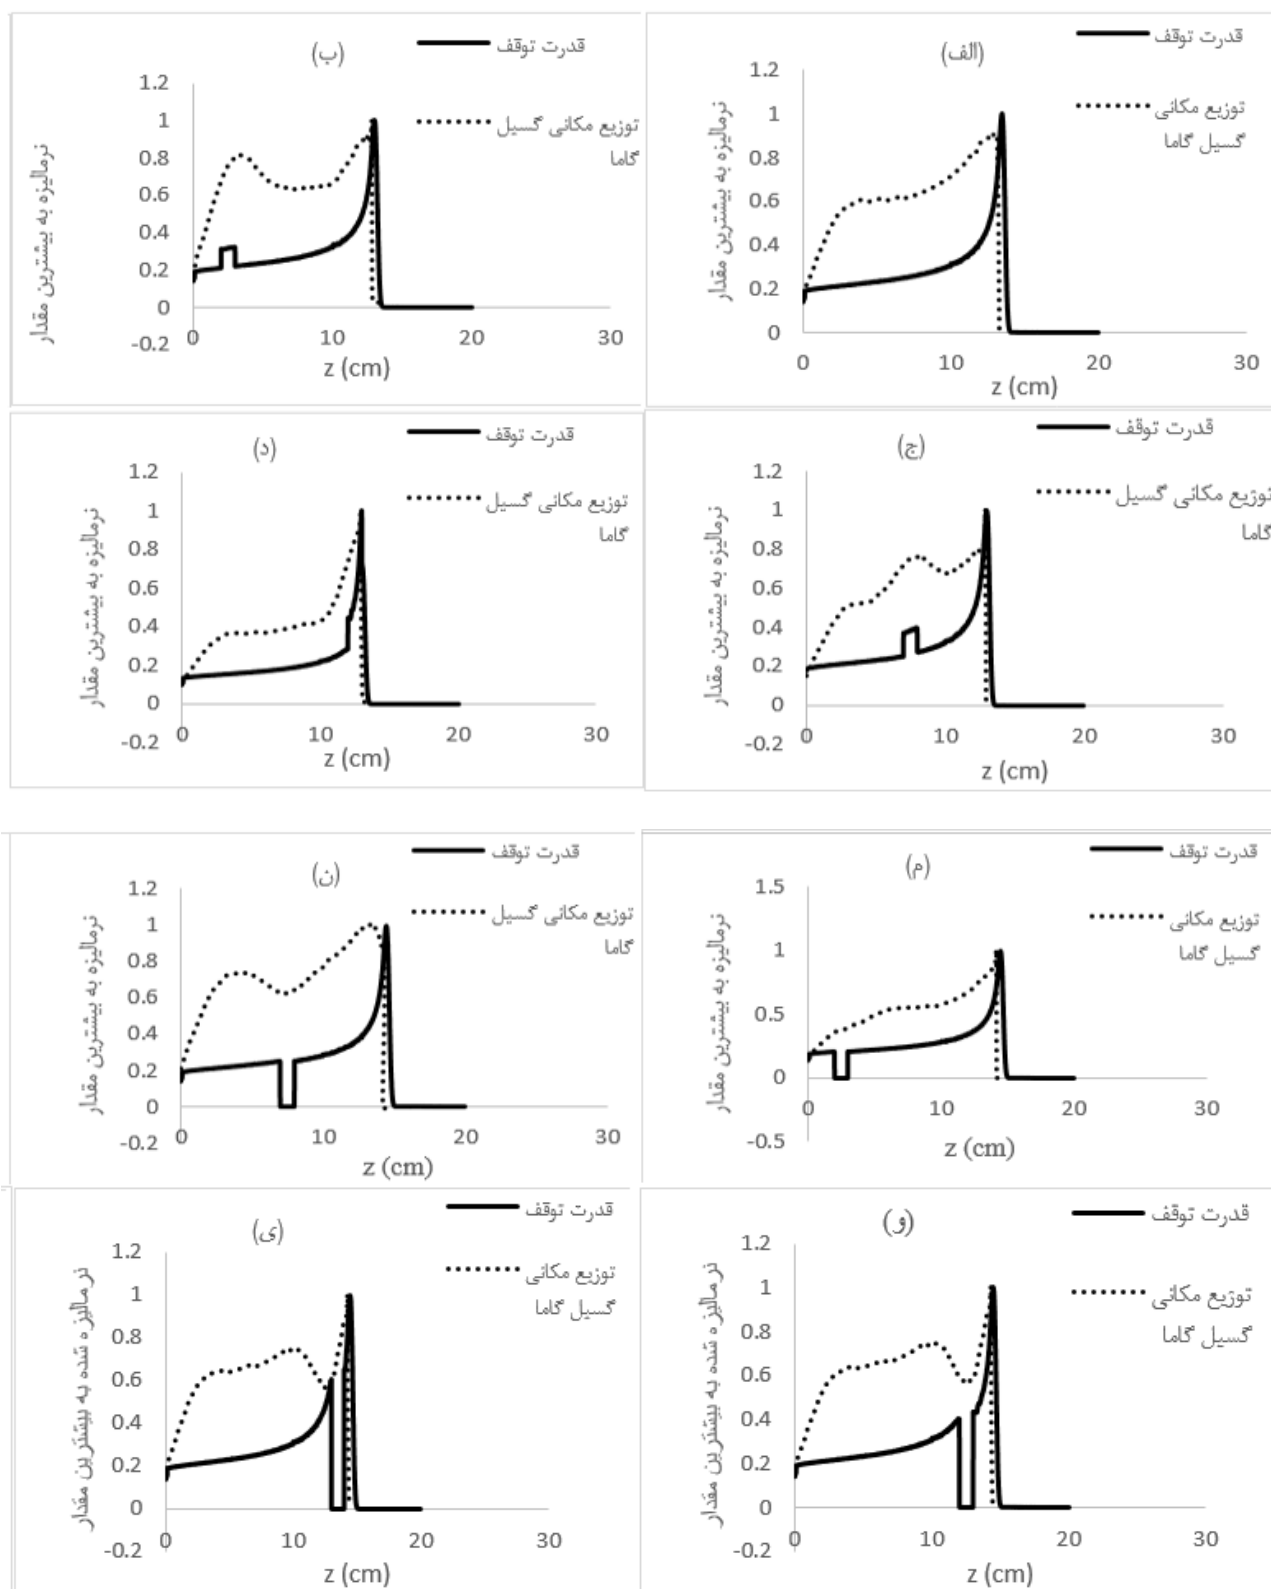 (الف)
قدرت توقف
توزیع مکانی
گسیل گاما
نرمالیزه به بیشترین مقدار
1.2
1
0.8
0.6
0.4
0.2
0
0 10 20 30
z (cm)
(ب)
قدرت توقف
توزیع مکانی گسیل
گاما
نرمالیزه به بیشترین مقدار
1.2
1
0.8
0.6
0.4
0.2
0
-0.2
0 10 20 30
z (cm)
(ج)
قدرت توقف
توزیع مکانی گسیل
گاما
نرمالیزه به بیشترین مقدار
1.2
1
0.8
0.6
0.4
0.2
0
-0.2
0 10 20 30
z (cm)
(د)
قدرت توقف
توزیع مکانی گسیل
گاما
نرمالیزه به بیشترین مقدار
1.2
1
0.8
0.6
0.4
0.2
0
-0.2
0 10 20 30
z (cm)
(م)
قدرت توقف
توزیع مکانی
گسیل گاما
نرمالیزه به بیشترین مقدار
1.5
1
0.5
0
-0.5
0 10 20 30
z (cm)
(ن)
قدرت توقف
توزیع مکانی گسیل
گاما
نرمالیزه به بیشترین مقدار
1.2
1
0.8
0.6
0.4
0.2
0
-0.2
0 10 20 30
z (cm)
(و)
قدرت توقف
توزیع مکانی
گسیل گاما
نرمالیزه شده به بیشترین مقدار
1.2
1
0.8
0.6
0.4
0.2
0
-0.2
0 10 20 30
z (cm)
(ی)
قدرت توقف
توزیع مکانی
گسیل گاما
نرمالیزه شده به بیشترین مقدار
1.2
1
0.8
0.6
0.4
0.2
0
-0.2
0 10 20 30
z (cm)